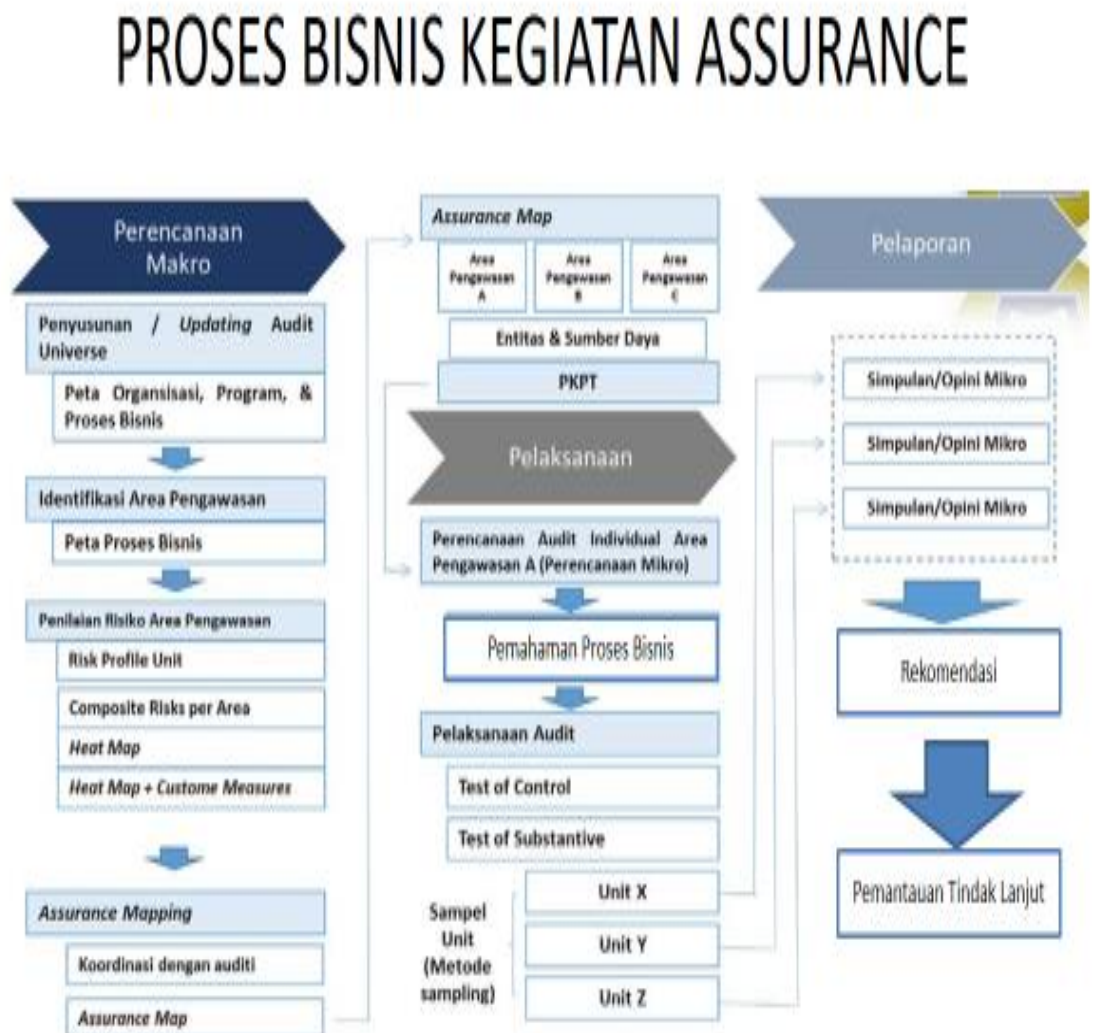 PROSES BISNIS KEGIATAN ASSURANCE
Perencanaan
Makro
Penyusunan / Updating Audit
Universe
Peta Organsisasi, Program, &
Proses Bisnis
Identifikasi Area Pengawasan
Peta Proses Bisnis
Penilaian Risiko Area Pengawasan
Risk Profile Unit
Composite Risks per Area
Heat Map
Heat Map + Custome Measures
Assurance Mapping
Koordinasi dengan auditi
Assurance Map
Assurance Map
Area
Pengawasan
A
Area
Pengawasan
B
Area
Pengawasan
C
Entitas & Sumber Daya
PKPT
Pelaksanaan
Perencanaan Audit Individual Area
Pengawasan A (Perencanaan Mikro)
Pemahaman Proses Bisnis
Pelaksanaan Audit
Test of Control
Test of Substantive
Sampel
Unit
(Metode
sampling)
Unit X
Unit Y
Unit Z
Pelaporan
Simpulan/Opini Mikro
Simpulan/Opini Mikro
Simpulan/Opini Mikro
Rekomendasi
Pemantauan Tindak Lanjut